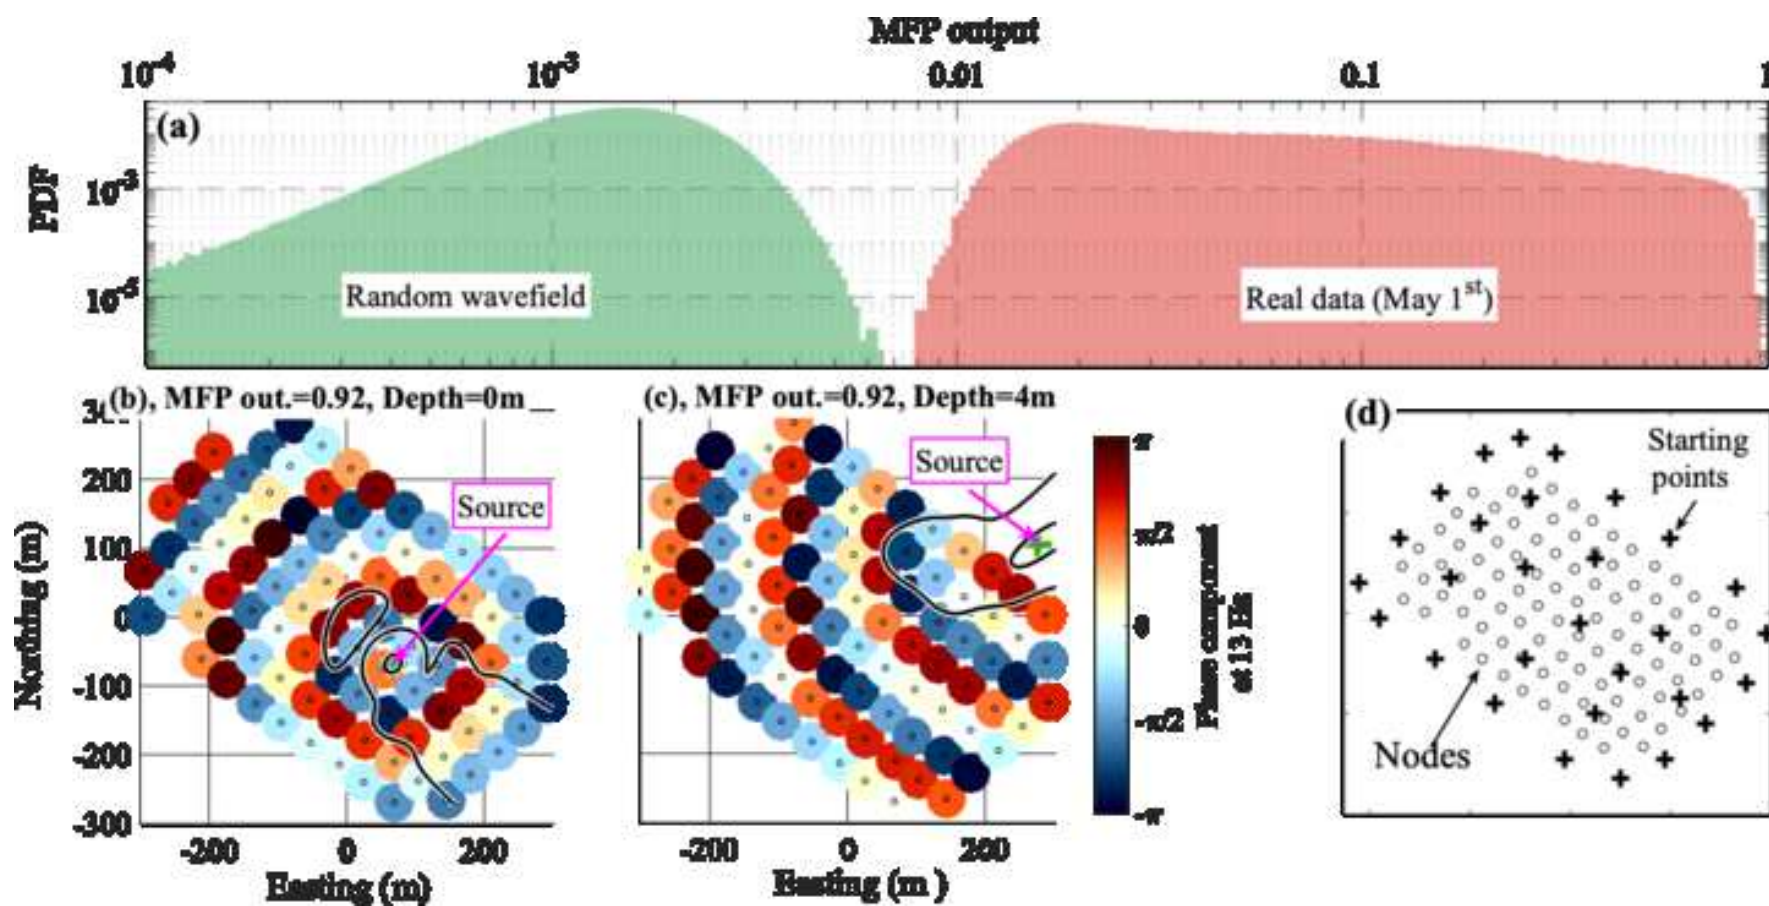 MFP output
10-4 10-3 0.01 0.1 1
(a)
PDF
10-3
10-5
Random wavefield
Real data (May 1st)
(b), MFP out.=0.92, Depth=0m
(c), MFP out.=0.92, Depth=4m
(d)
200
100
0
-100
-200
-300
Northing (m)
Source
-200 0 200
Easting (m)
Source
-200 0 200
Easting (m )
π
π/2
0
-π/2
-π
Phase component
at 13 Hz
Starting
points
Nodes